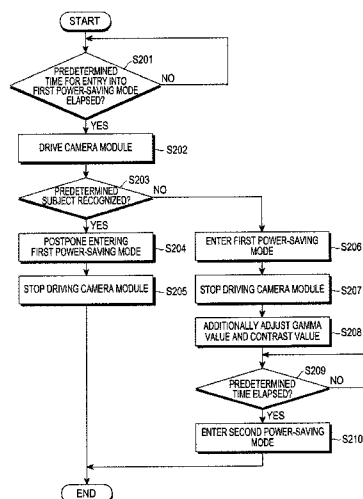 START
S201
PREDETERMINED
TIME FOR ENTRY INTO
FIRST POWER-SAVING MODE
ELAPSED?
NO
YES
DRIVE CAMERA MODULE
S202
S203
PREDETERMINED
SUBJECT RECOGNIZED?
NO
YES
POSTPONE ENTERING
FIRST POWER-SAVING MODE
S204
STOP DRIVING CAMERA MODULE
S205
ENTER FIRST POWER-SAVING
MODE
S206
STOP DRIVING CAMERA MODULE
S207
ADDITIONALLY ADJUST GAMMA
VALUE AND CONTRAST VALUE
S208
S209
PREDETERMINED
TIME ELAPSED?
NO
YES
ENTER SECOND POWER-SAVING
MODE
S210
END